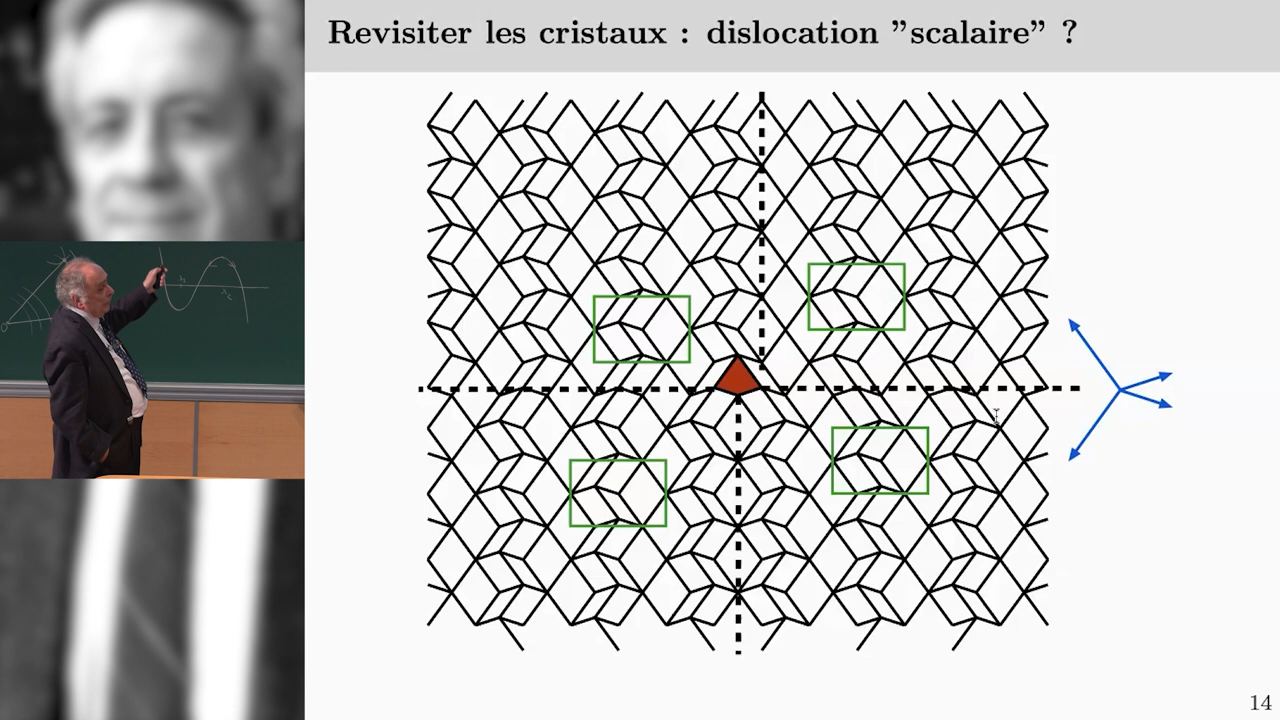 Revisiter les cristaux : dislocation ”scalaire” ?
14